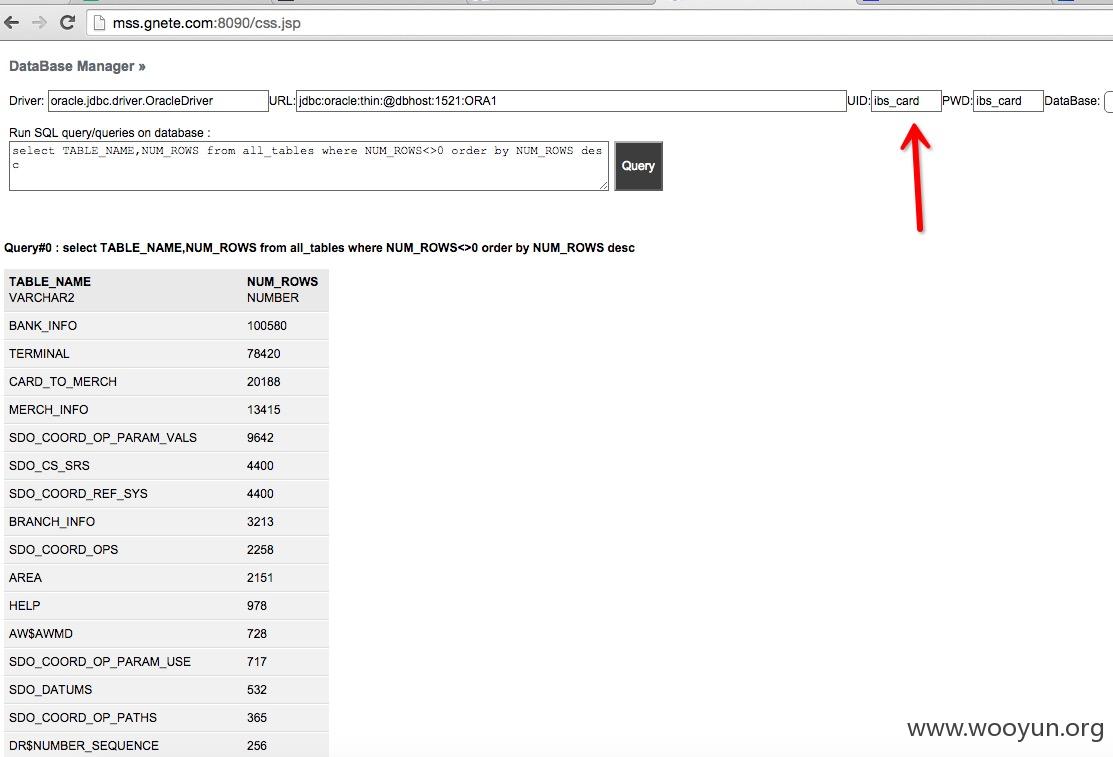 mss.gnete.com:8090/css.jsp
DataBase Manager »
Driver: oracle.jdbc.driver.OracleDriver URL: jdbc:oracle:thin:@dbhost:1521:ORA1 UID: ibs_card PWD: ibs_card DataBase:
Run SQL query/queries on database :
select TABLE_NAME,NUM_ROWS from all_tables where NUM_ROWS<>0 order by NUM_ROWS des
c
Query
Query#0 : select TABLE_NAME,NUM_ROWS from all_tables where NUM_ROWS<>0 order by NUM_ROWS desc
TABLE_NAME NUM_ROWS
VARCHAR2 NUMBER
BANK_INFO 100580
TERMINAL 78420
CARD_TO_MERCH 20188
MERCH_INFO 13415
SDO_COORD_OP_PARAM_VALS 9642
SDO_CS_SRS 4400
SDO_COORD_REF_SYS 4400
BRANCH_INFO 3213
SDO_COORD_OPS 2258
AREA 2151
HELP 978
AW$AWMD 728
SDO_COORD_OP_PARAM_USE 717
SDO_DATUMS 532
SDO_COORD_OP_PATHS 365
DR$NUMBER_SEQUENCE 256
www.wooyun.org